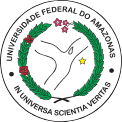 UNIVERSIDADE FEDERAL DO AMAZONAS
IN UNIVERSA SCIENTIA VERITAS